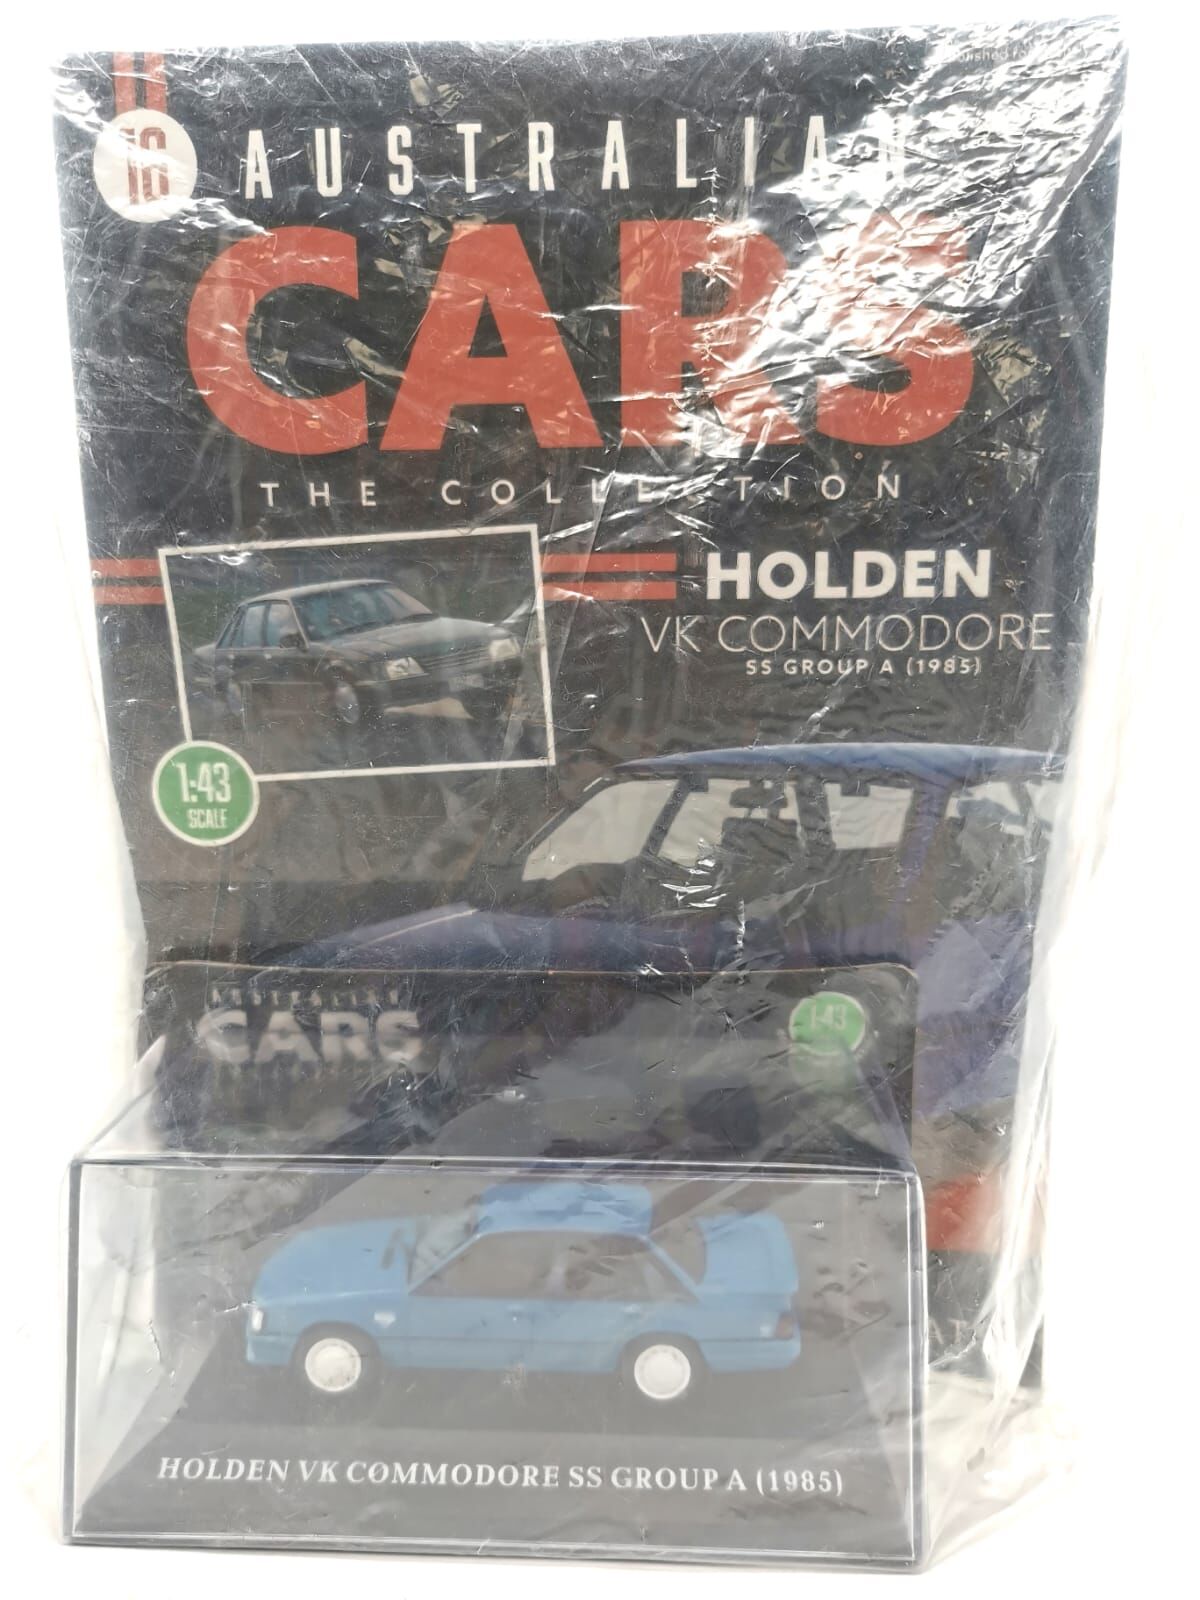 AUSTRALIAN
CARS
THE COLLECTION
HOLDEN
VK COMMODORE
SS GROUP A (1985)
1:43
SCALE
AUSTRALIAN
CARS
1:43
HOLDEN VK COMMODORE SS GROUP A (1985)